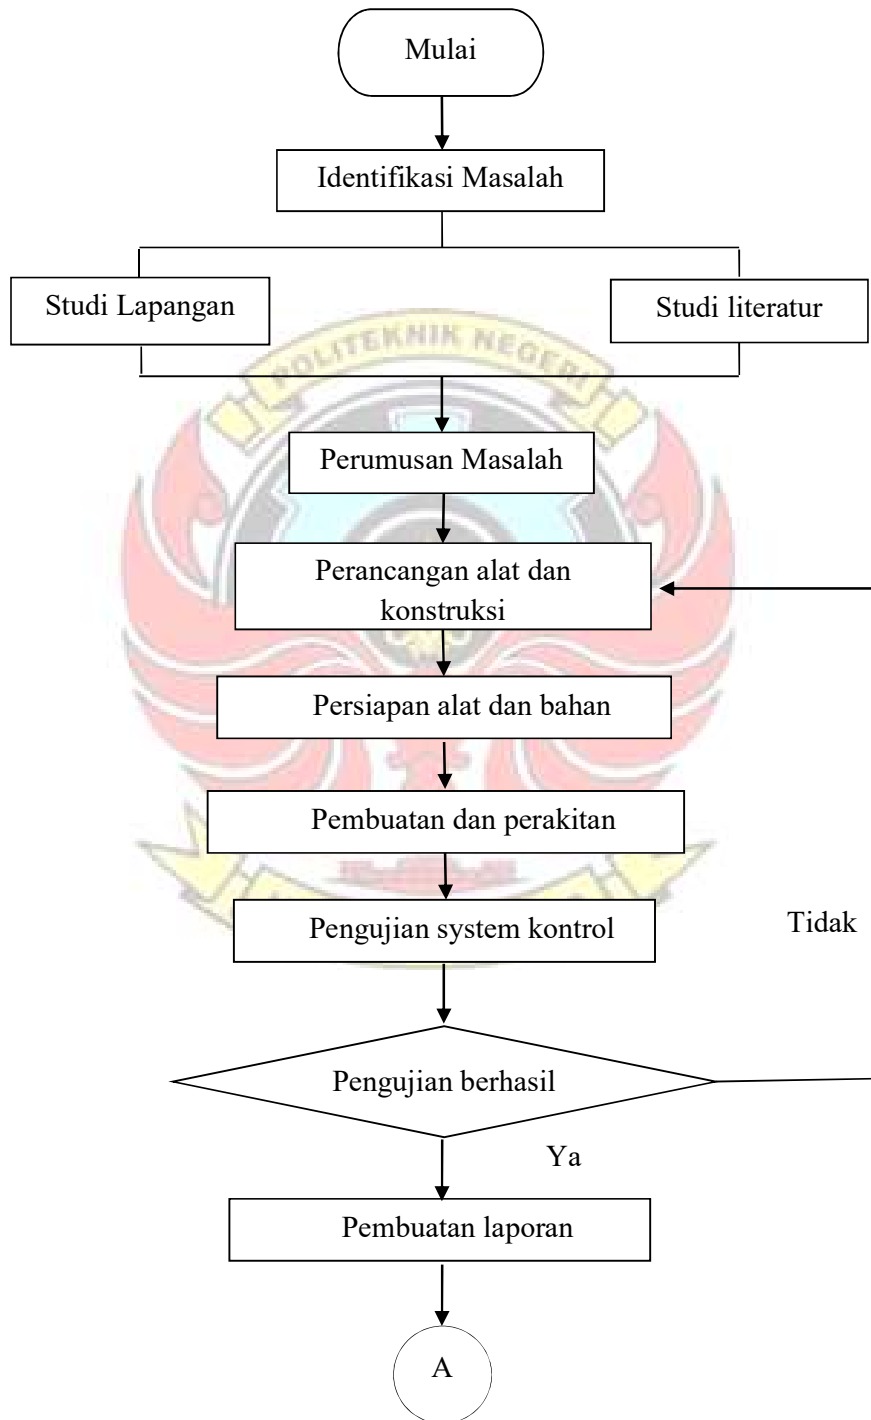 Mulai
Identifikasi Masalah
Studi Lapangan
Studi literatur
POLITEKNIK NEGERI
Perumusan Masalah
Perancangan alat dan
konstruksi
Persiapan alat dan bahan
Pembuatan dan perakitan
Pengujian system kontrol
Tidak
Pengujian berhasil
Ya
Pembuatan laporan
A